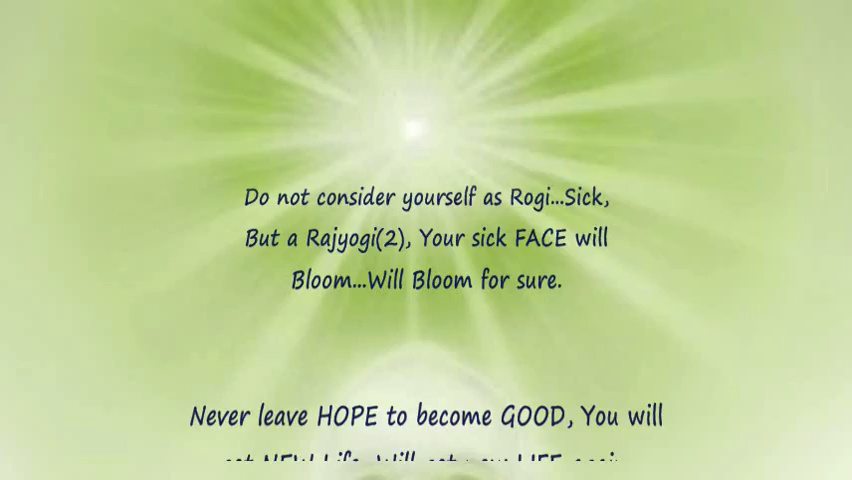 Do not consider yourself as Rogi...Sick,
But a Rajyogi(2), Your sick FACE will
Bloom...Will Bloom for sure.
Never leave HOPE to become GOOD, You will
get NEW Life, Will get new LIFE again